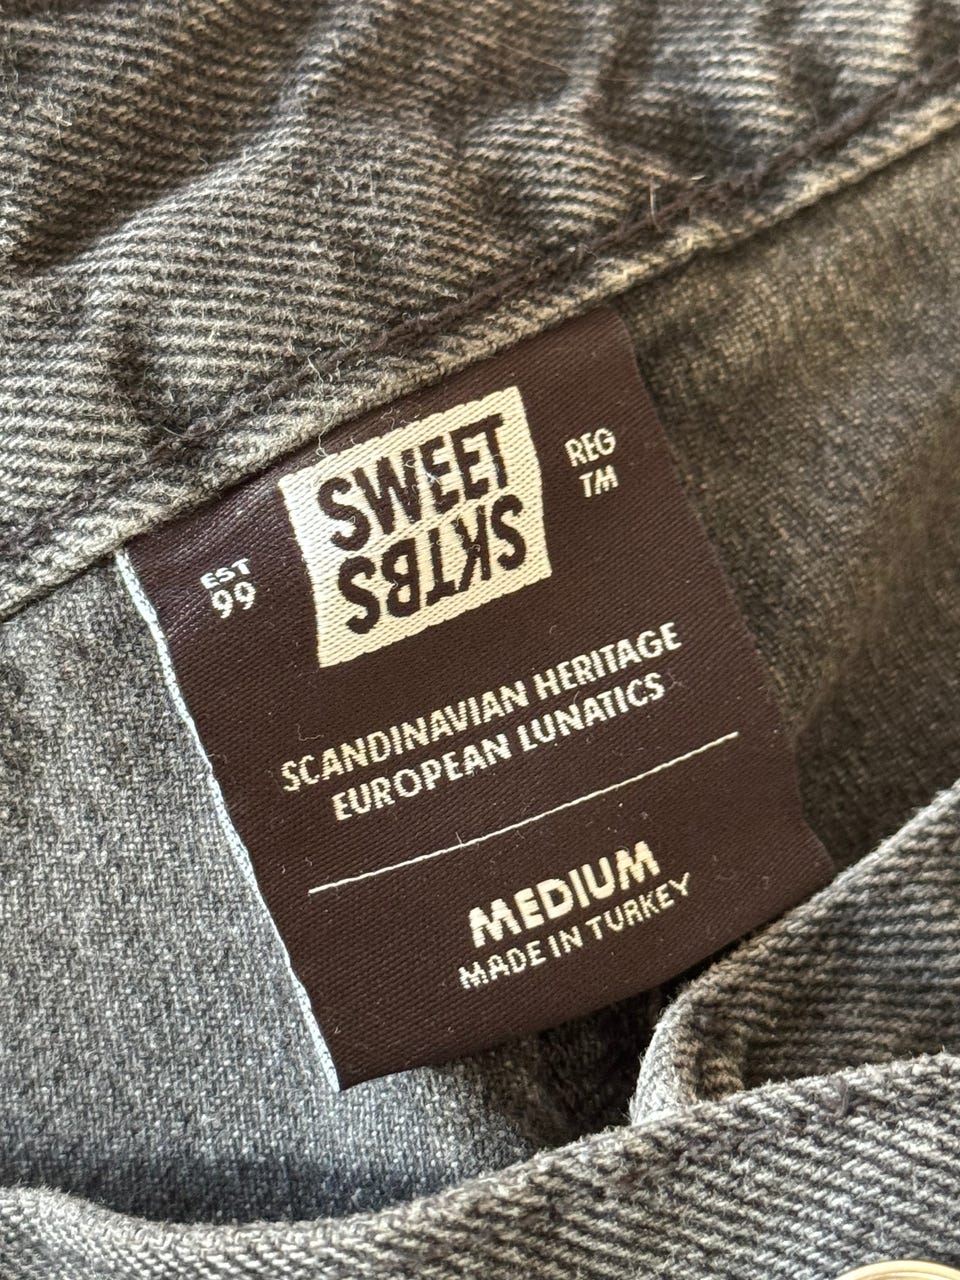 SWEET
SKTBS
REG
TM
EST
99
SCANDINAVIAN HERITAGE
EUROPEAN LUNATICS
MEDIUM
MADE IN TURKEY